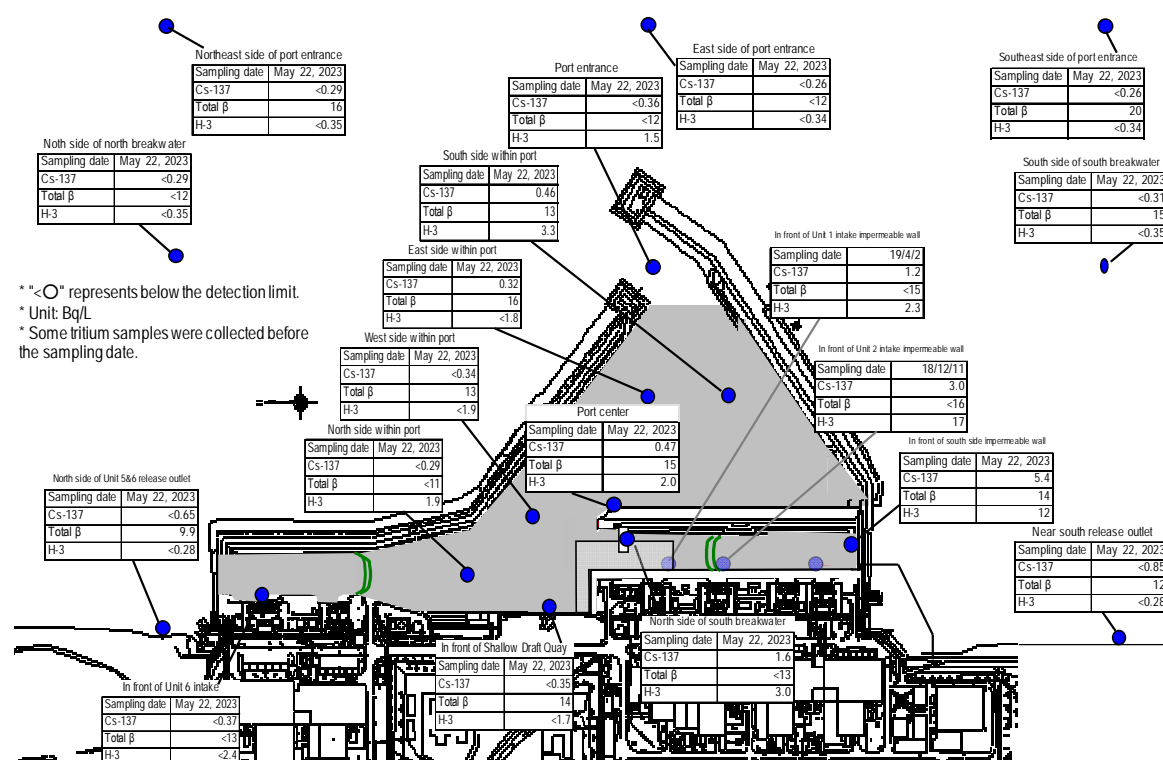 Northeast side of port entrance
Sampling date May 22, 2023
Cs-137 <0.29
Total β 16
H-3 <0.35
East side of port entrance
Sampling date May 22, 2023
Cs-137 <0.26
Total β <12
H-3 <0.34
Southeast side of port entrance
Sampling date May 22, 2023
Cs-137 <0.26
Total β 20
H-3 <0.34
Port entrance
Sampling date May 22, 2023
Cs-137 <0.36
Total β <12
H-3 1.5
Noth side of north breakwater
Sampling date May 22, 2023
Cs-137 <0.29
Total β <12
H-3 <0.35
South side within port
Sampling date May 22, 2023
Cs-137 0.46
Total β 13
H-3 3.3
South side of south breakwater
Sampling date May 22, 2023
Cs-137 <0.31
Total β 15
H-3 <0.35
In front of Unit 1 intake impermeable wall
Sampling date 19/4/2
Cs-137 1.2
Total β <15
H-3 2.3
East side within port
Sampling date May 22, 2023
Cs-137 0.32
Total β 16
H-3 <1.8
* "<○" represents below the detection limit.
* Unit: Bq/L
* Some tritium samples were collected before
the sampling date.
West side within port
Sampling date May 22, 2023
Cs-137 <0.34
Total β 13
H-3 <1.9
In front of Unit 2 intake impermeable wall
Sampling date 18/12/11
Cs-137 3.0
Total β <16
H-3 17
Port center
Sampling date May 22, 2023
Cs-137 0.47
Total β 15
H-3 2.0
North side within port
Sampling date May 22, 2023
Cs-137 <0.29
Total β <11
H-3 1.9
In front of south side impermeable wall
Sampling date May 22, 2023
Cs-137 5.4
Total β 14
H-3 12
North side of Unit 5&6 release outlet
Sampling date May 22, 2023
Cs-137 <0.65
Total β 9.9
H-3 <0.28
Near south release outlet
Sampling date May 22, 2023
Cs-137 <0.85
Total β 12
H-3 <0.28
North side of south breakwater
Sampling date May 22, 2023
Cs-137 1.6
Total β <13
H-3 3.0
In front of Shallow Draft Quay
Sampling date May 22, 2023
Cs-137 <0.35
Total β 14
H-3 <1.7
In front of Unit 6 intake
Sampling date May 22, 2023
Cs-137 <0.37
Total β <13
H-3 <2.4